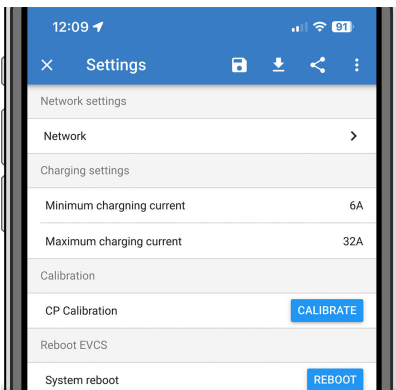 12:09
91
Settings
Network settings
Network
Charging settings
Minimum chargning current 6A
Maximum charging current 32A
Calibration
CP Calibration CALIBRATE
Reboot EVCS
System reboot REBOOT